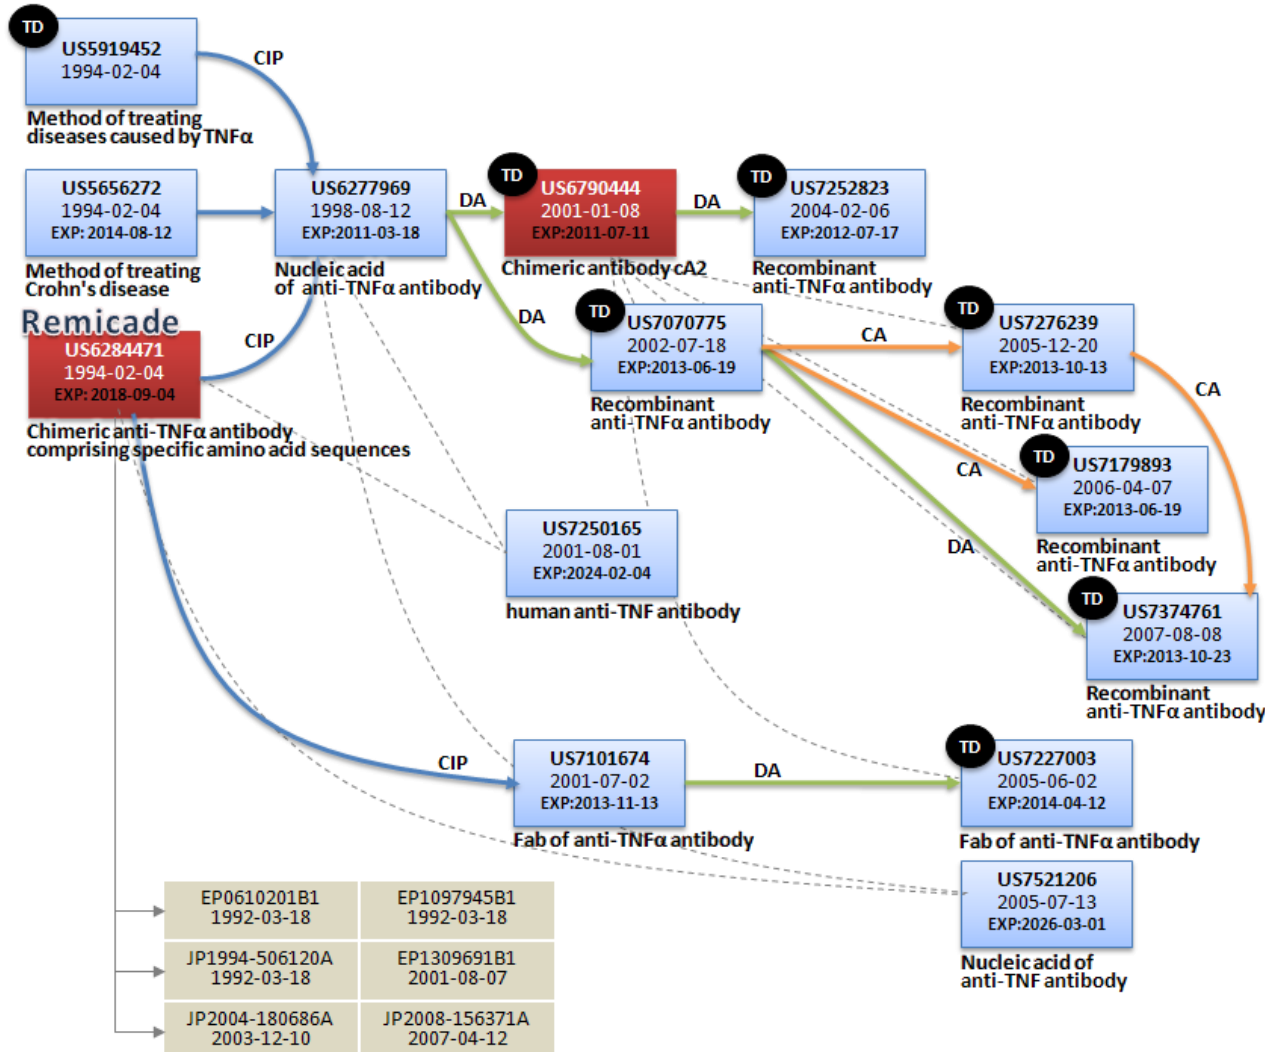 TD
US5919452
1994-02-04
Method of treating
diseases caused by TNFα
CIP
US5656272
1994-02-04
EXP: 2014-08-12
Method of treating
Crohn's disease
US6277969
1998-08-12
EXP:2011-03-18
Nucleic acid
of anti-TNFα antibody
DA
TD
US6790444
2001-01-08
EXP:2011-07-11
Chimeric antibody cA2
DA
TD
US7252823
2004-02-06
EXP:2012-07-17
Recombinant
anti-TNFα antibody
Remicade
US6284471
1994-02-04
EXP: 2018-09-04
Chimeric anti-TNFα antibody
comprising specific amino acid sequences
CIP
DA
TD
US7070775
2002-07-18
EXP:2013-06-19
Recombinant
anti-TNFα antibody
CA
TD
US7276239
2005-12-20
EXP:2013-10-13
Recombinant
anti-TNFα antibody
CA
CA
TD
US7179893
2006-04-07
EXP:2013-06-19
Recombinant
anti-TNFα antibody
US7250165
2001-08-01
EXP:2024-02-04
human anti-TNF antibody
DA
TD
US7374761
2007-08-08
EXP:2013-10-23
Recombinant
anti-TNFα antibody
CIP
US7101674
2001-07-02
EXP:2013-11-13
Fab of anti-TNFα antibody
DA
TD
US7227003
2005-06-02
EXP:2014-04-12
Fab of anti-TNFα antibody
US7521206
2005-07-13
EXP:2026-03-01
Nucleic acid of
anti-TNF antibody
EP0610201B1
1992-03-18
EP1097945B1
1992-03-18
JP1994-506120A
1992-03-18
EP1309691B1
2001-08-07
JP2004-180686A
2003-12-10
JP2008-156371A
2007-04-12